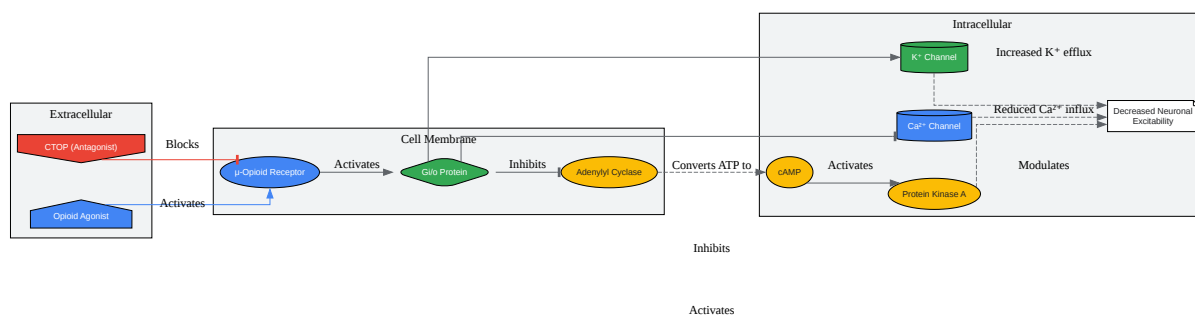 Intracellular
K⁺ Channel
Increased K⁺ efflux
Extracellular
Reduced Ca²⁺ influx
Decreased Neuronal
Excitability
Ca²⁺ Channel
CTOP (Antagonist)
Blocks
Cell Membrane
μ-Opioid Receptor
Activates
Gi/o Protein
Inhibits
Adenylyl Cyclase
Converts ATP to
cAMP
Activates
Modulates
Protein Kinase A
Opioid Agonist
Activates
Inhibits
Activates